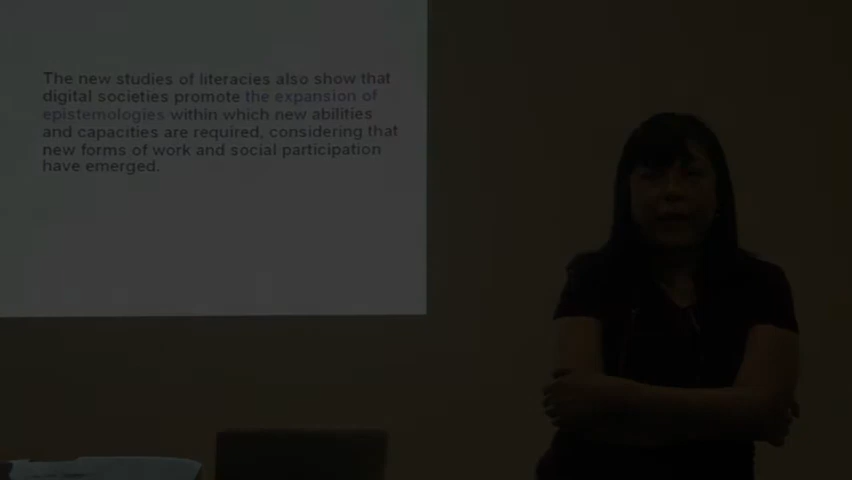 The new studies of literacies also show that
digital societies promote the expansion of
epistemologies within which new abilities
and capacities are required, considering that
new forms of work and social participation
have emerged.